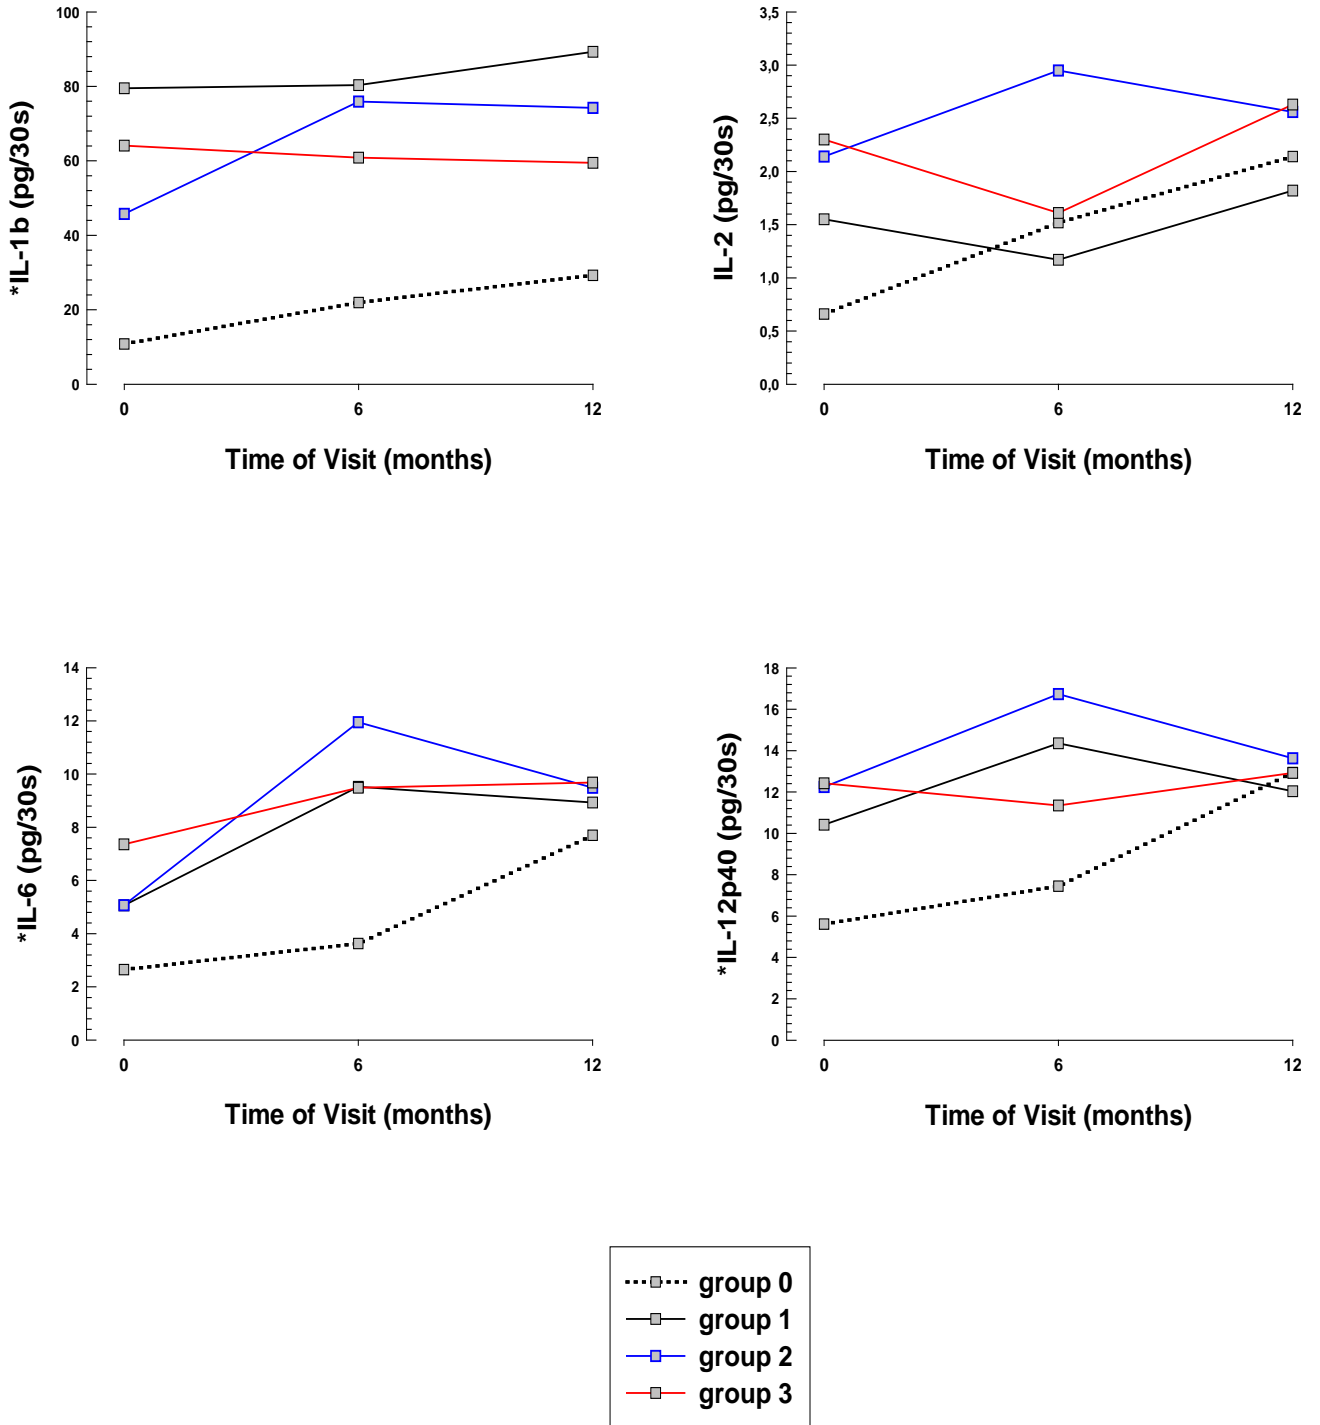 *IL-1b (pg/30s)
100
80
60
40
20
0
0 6 12
Time of Visit (months)
IL-2 (pg/30s)
3,5
3,0
2,5
2,0
1,5
1,0
0,5
0,0
0 6 12
Time of Visit (months)
*IL-6 (pg/30s)
14
12
10
8
6
4
2
0
0 6 12
Time of Visit (months)
*IL-12p40 (pg/30s)
18
16
14
12
10
8
6
4
2
0
0 6 12
Time of Visit (months)
group 0
group 1
group 2
group 3